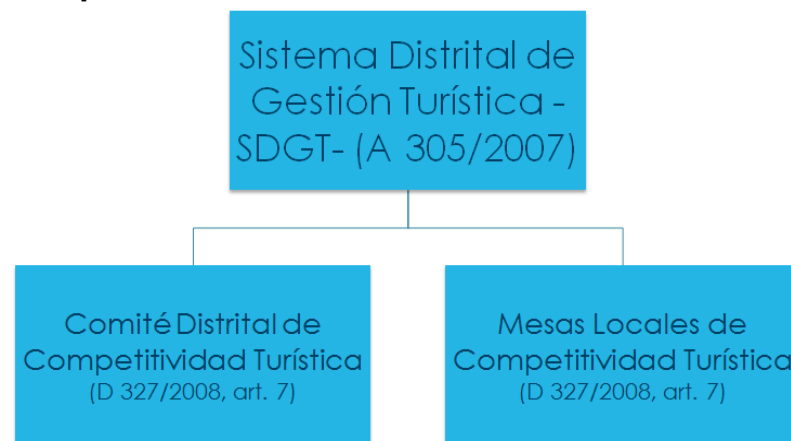 Sistema Distrital de
Gestión Turística -
SDGT- (A 305/2007)
Comité Distrital de
Competitividad Turística
(D 327/2008, art. 7)
Mesas Locales de
Competitividad Turística
(D 327/2008, art. 7)